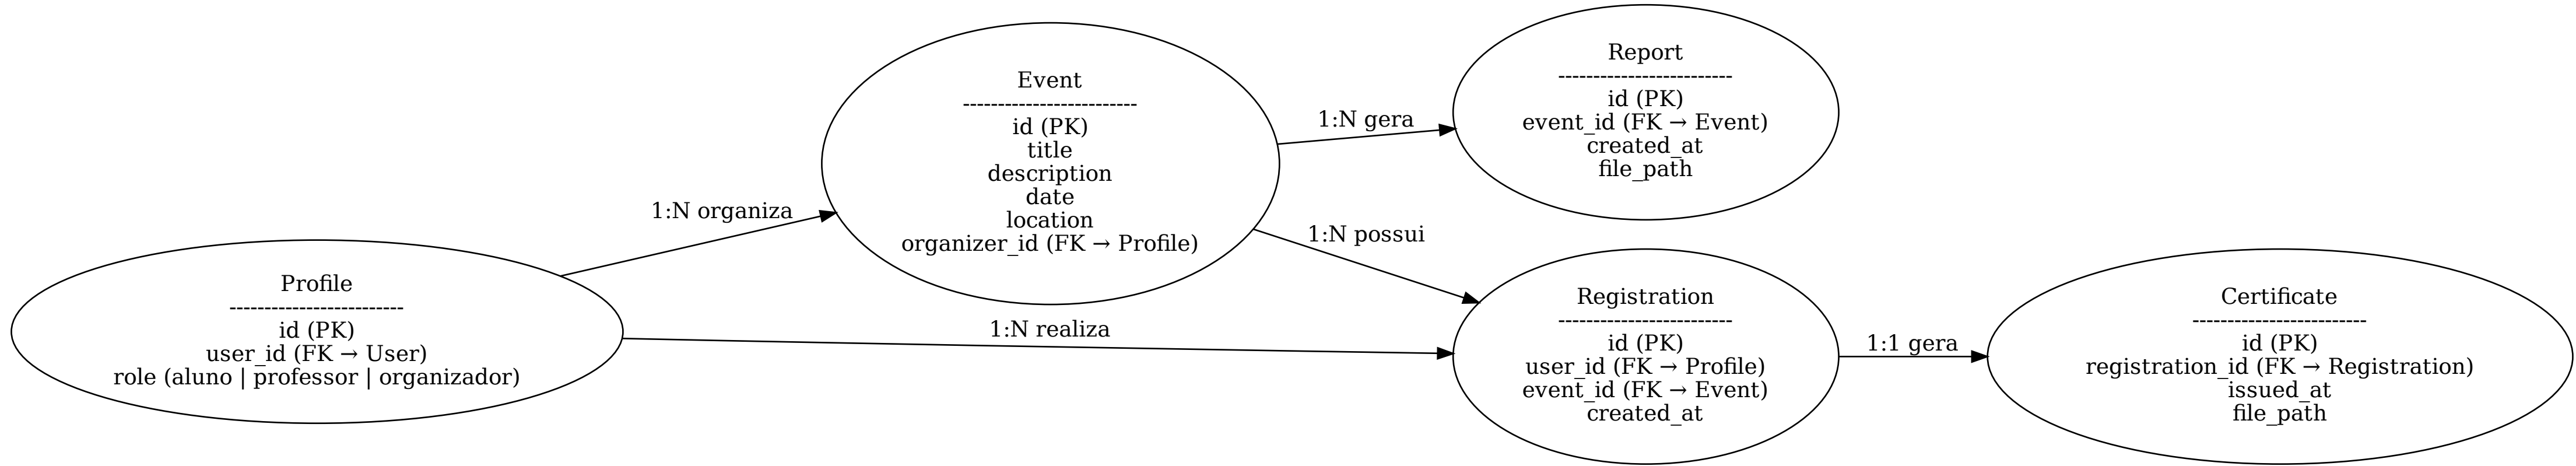 Profile
--------------------------
id (PK)
user_id (FK → User)
role (aluno | professor | organizador)
1:N organiza
1:N realiza
Event
--------------------------
id (PK)
title
description
date
location
organizer_id (FK → Profile)
1:N gera
1:N possui
Report
--------------------------
id (PK)
event_id (FK → Event)
created_at
file_path
Registration
--------------------------
id (PK)
user_id (FK → Profile)
event_id (FK → Event)
created_at
1:1 gera
Certificate
--------------------------
id (PK)
registration_id (FK → Registration)
issued_at
file_path